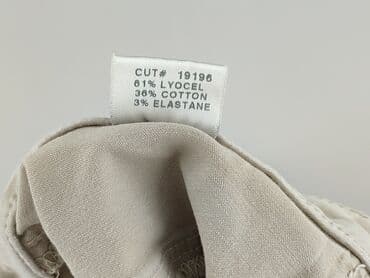 CUT# 19196
61% LYOCEL
36% COTTON
3% ELASTANE